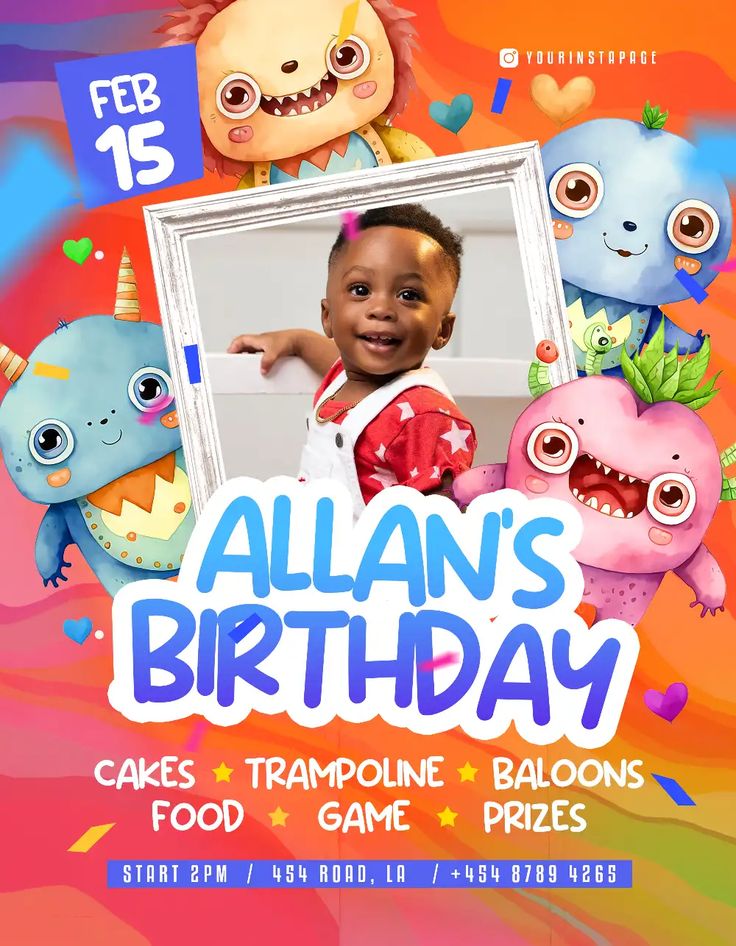 YOURINSTAPAGE
FEB
15
ALLAN'S
BIRTHDAY
CAKES ★ TRAMPOLINE ★ BALOONS
FOOD ★ GAME ★ PRIZES
START 2PM / 454 ROAD, LA / +454 8789 4265